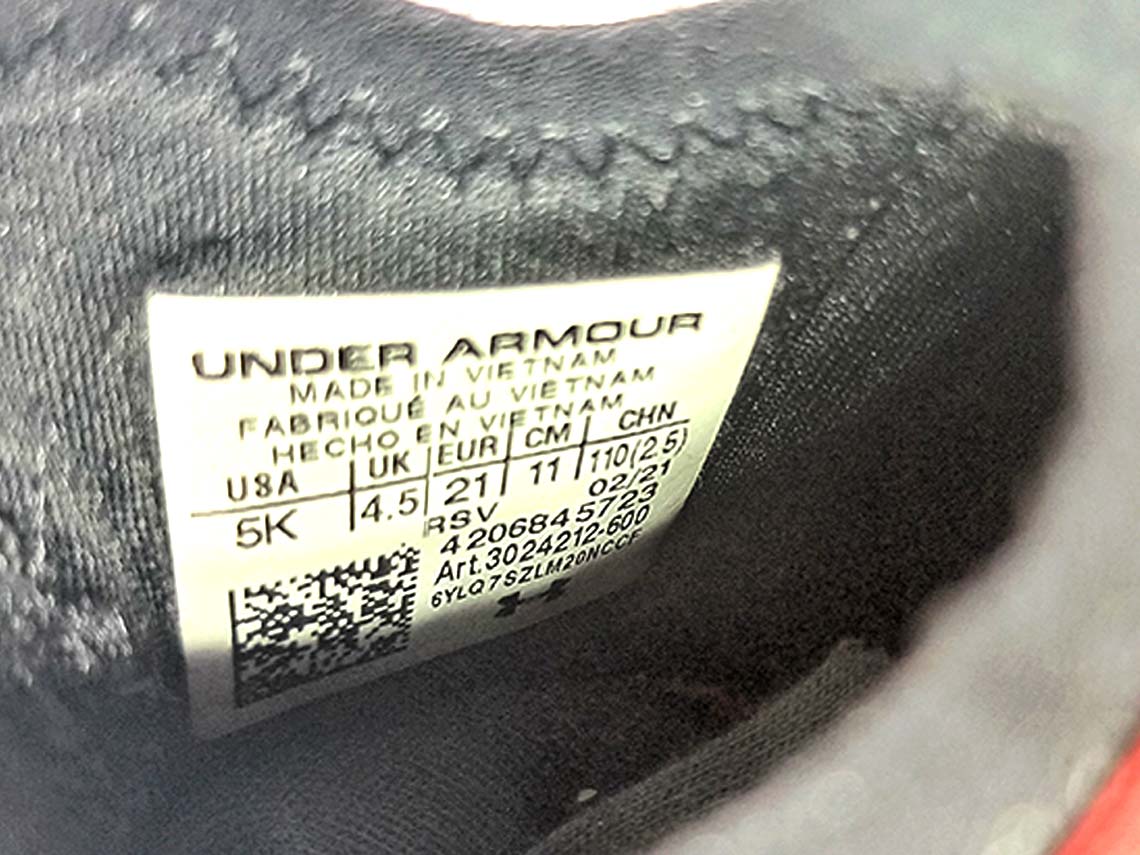 UNDER ARMOUR
MADE IN VIETNAM
FABRIQUÉ AU VIETNAM
HECHO EN VIETNAM
USA UK EUR CM CHN
5K 4.5 21 11 110(2.5)
RSV 02/21
4206845723
Art.3024212-600
6YLQ7SZLM20NCCF